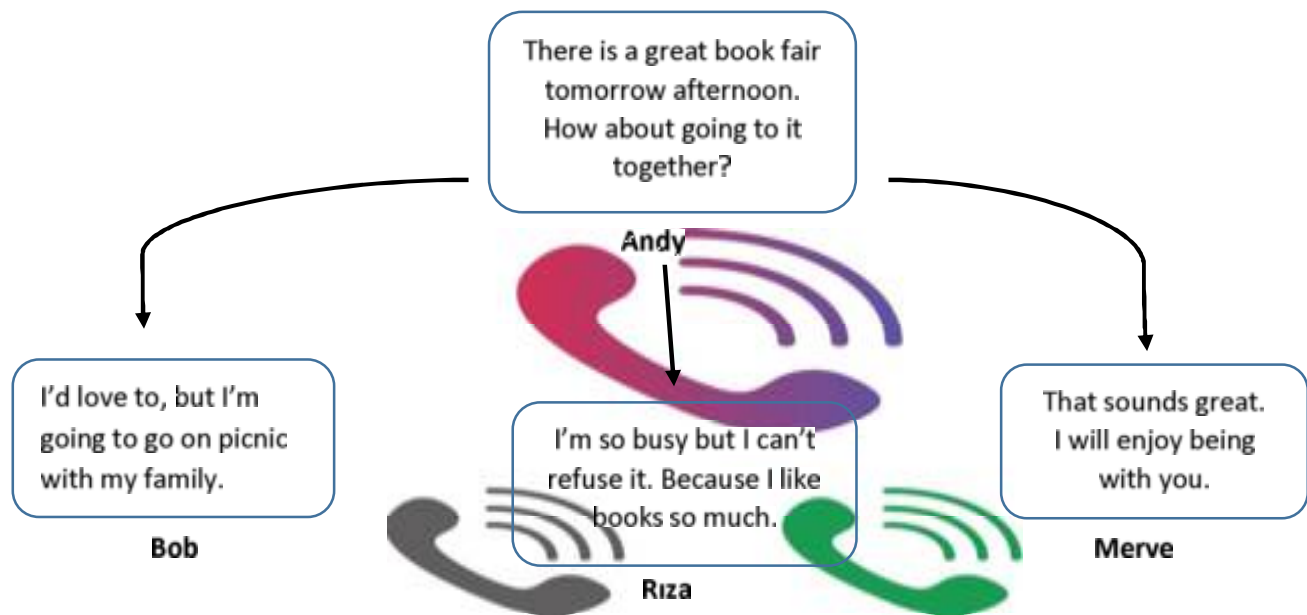 There is a great book fair
tomorrow afternoon.
How about going to it
together?
Andy
I'd love to, but I'm
going to go on picnic
with my family.
Bob
I'm so busy but I can't
refuse it. Because I like
books so much.
Rıza
That sounds great.
I will enjoy being
with you.
Merve